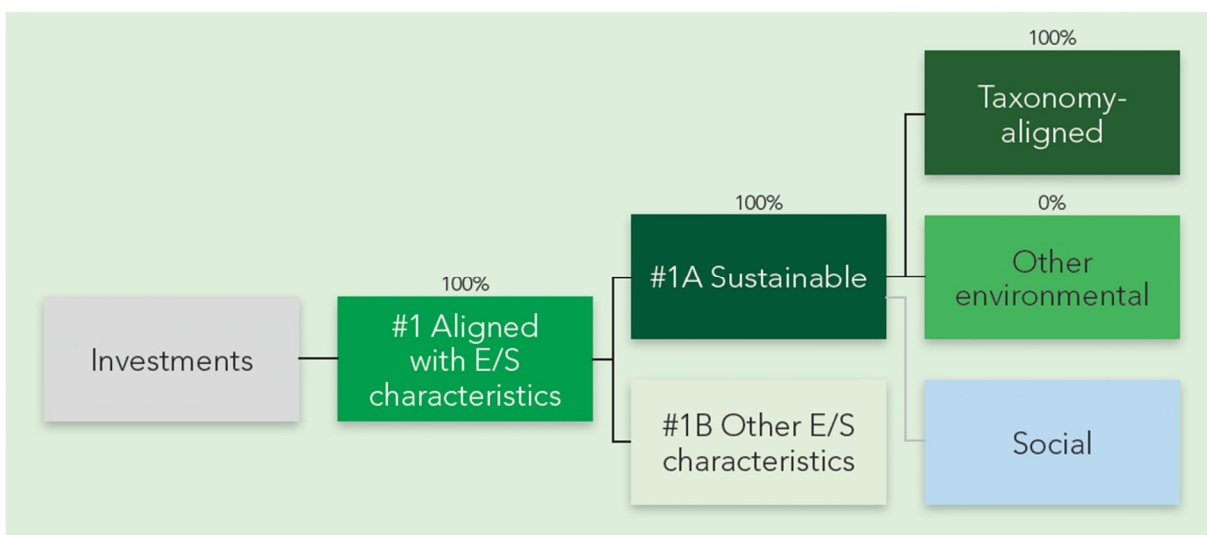 100%
Taxonomy-
aligned
100%
0%
#1A Sustainable
Other
environmental
100%
Investments
#1 Aligned
with E/S
characteristics
#1B Other E/S
characteristics
Social